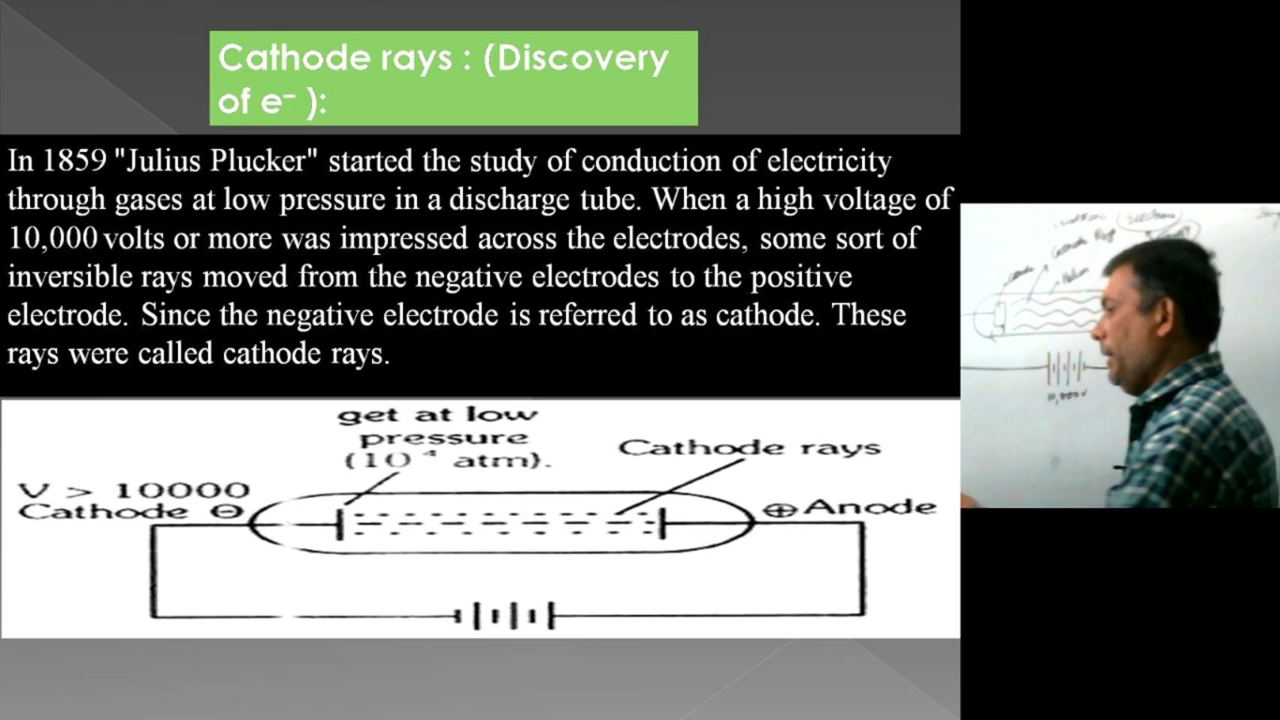 Cathode rays : (Discovery
of e⁻ ):
In 1859 "Julius Plucker" started the study of conduction of electricity
through gases at low pressure in a discharge tube. When a high voltage of
10,000 volts or more was impressed across the electrodes, some sort of
inversible rays moved from the negative electrodes to the positive
electrode. Since the negative electrode is referred to as cathode. These
rays were called cathode rays.
get at low
pressure
(10⁻⁴ atm).
Cathode rays
V > 10000
Cathode ⊖
⊕ Anode
Cathode Rays
10,000 V